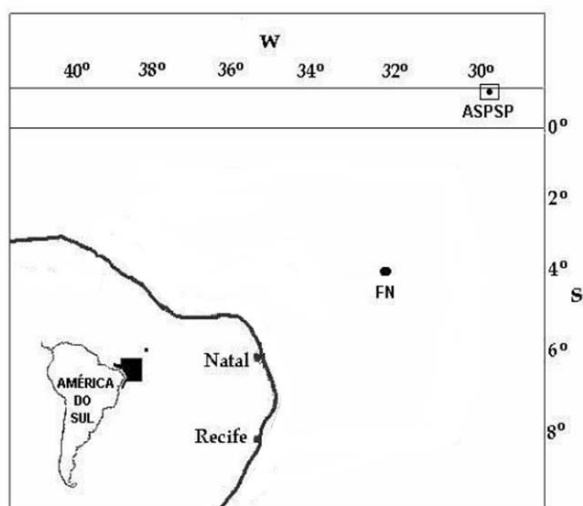 W
40º 38º 36º 34º 32º 30º
ASPSP
0º
2º
4º
FN
S
6º
Natal
AMÉRICA
DO
SUL
8º
Recife